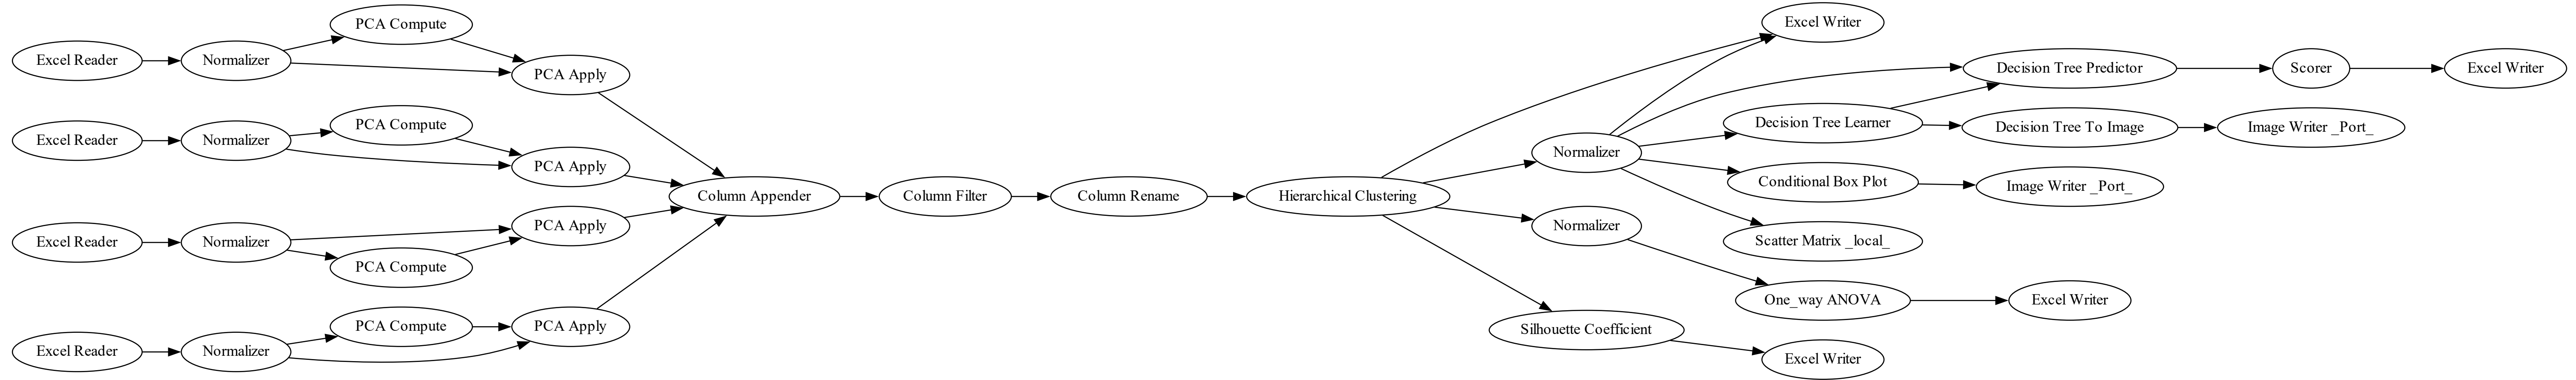 Excel Reader
Normalizer
PCA Compute
PCA Apply
Excel Reader
Normalizer
PCA Compute
PCA Apply
Excel Reader
Normalizer
PCA Apply
PCA Compute
Excel Reader
Normalizer
PCA Compute
PCA Apply
Column Appender
Column Filter
Column Rename
Hierarchical Clustering
Normalizer
Normalizer
Silhouette Coefficient
Excel Writer
Decision Tree Learner
Conditional Box Plot
Scatter Matrix _local_
One_way ANOVA
Excel Writer
Decision Tree Predictor
Decision Tree To Image
Image Writer _Port_
Excel Writer
Scorer
Image Writer _Port_
Excel Writer